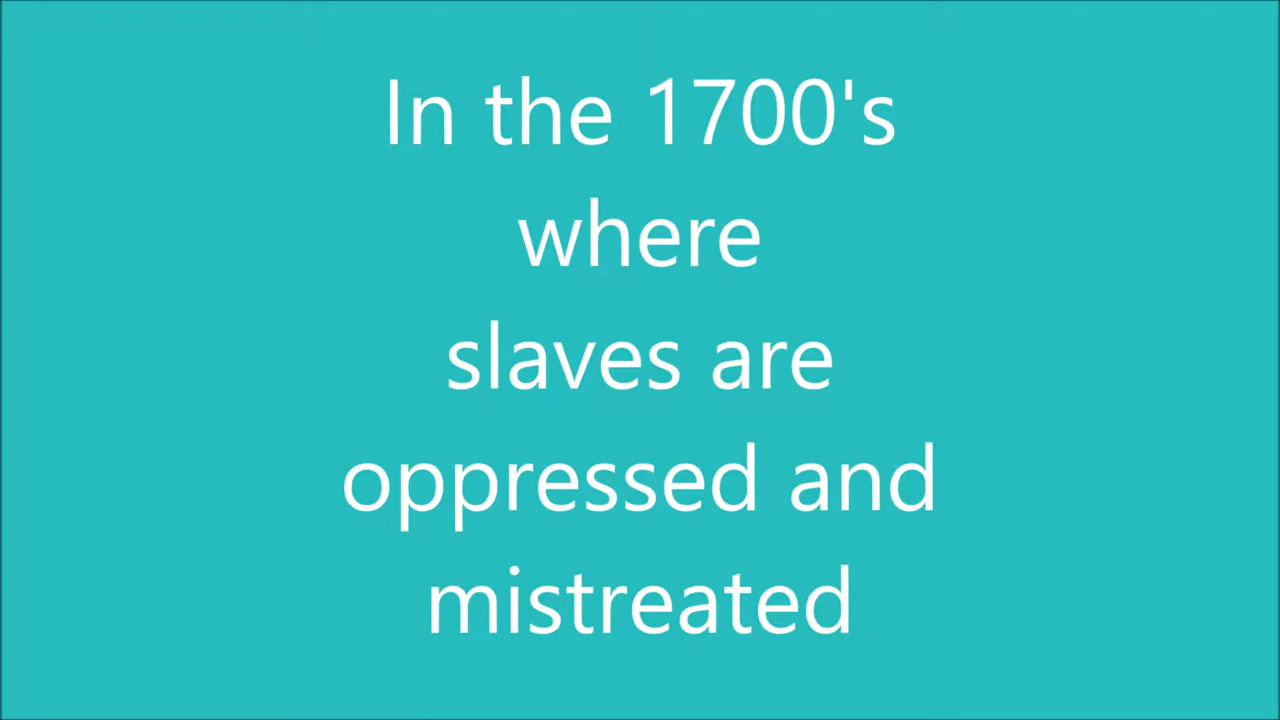 In the 1700's
where
slaves are
oppressed and
mistreated